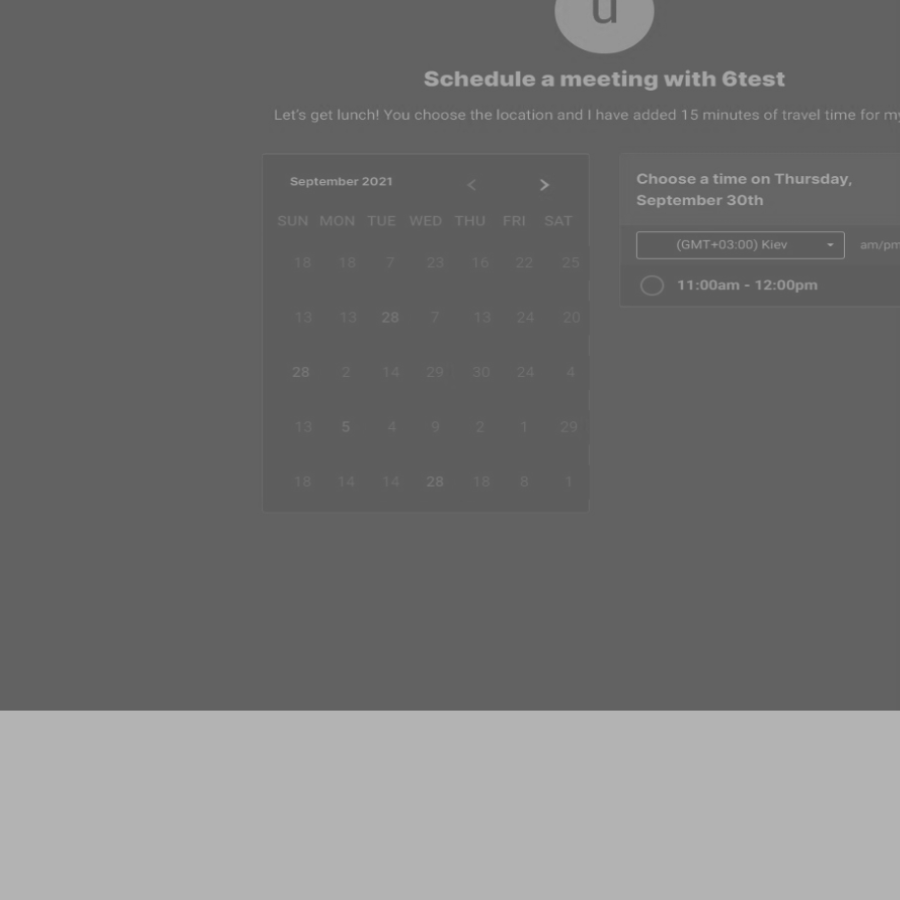 u
Schedule a meeting with 6test
Let's get lunch! You choose the location and I have added 15 minutes of travel time for my
September 2021 < >
SUN MON TUE WED THU FRI SAT
18 18 7 23 16 22 25
13 13 28 7 13 24 20
28 2 14 29 30 24 4
13 5 4 9 2 1 29
18 14 14 28 18 8 1
Choose a time on Thursday,
September 30th
(GMT+03:00) Kiev am/pm
11:00am - 12:00pm